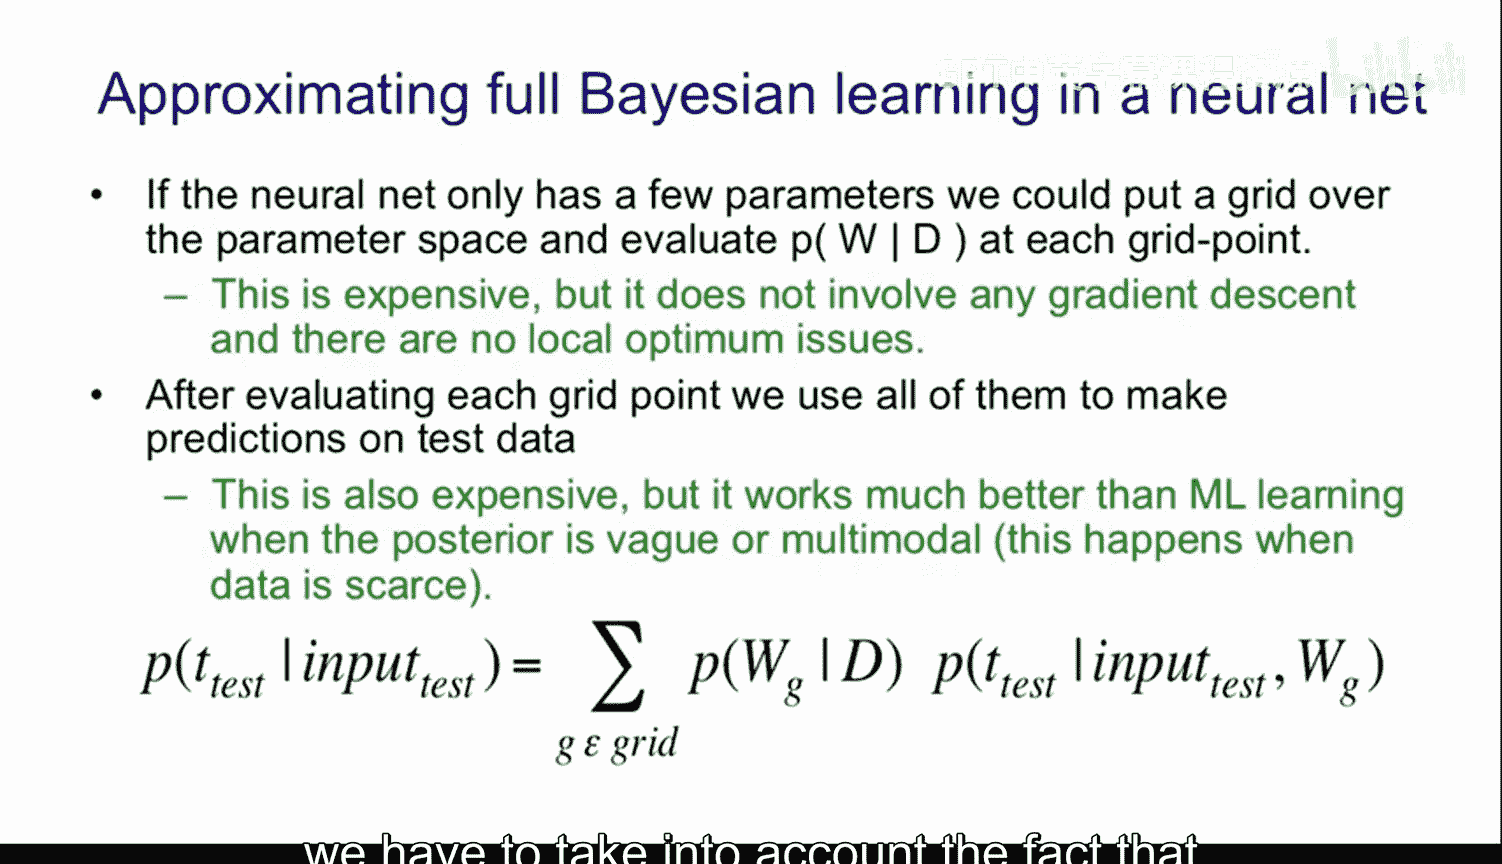 Approximating full Bayesian learning in a neural net
• If the neural net only has a few parameters we could put a grid over
the parameter space and evaluate p( W | D ) at each grid-point.
– This is expensive, but it does not involve any gradient descent
and there are no local optimum issues.
• After evaluating each grid point we use all of them to make
predictions on test data
– This is also expensive, but it works much better than ML learning
when the posterior is vague or multimodal (this happens when
data is scarce).
p(t_test | input_test) = ∑ p(W_g | D) p(t_test | input_test, W_g)
g ε grid
we have to take into account the fact that